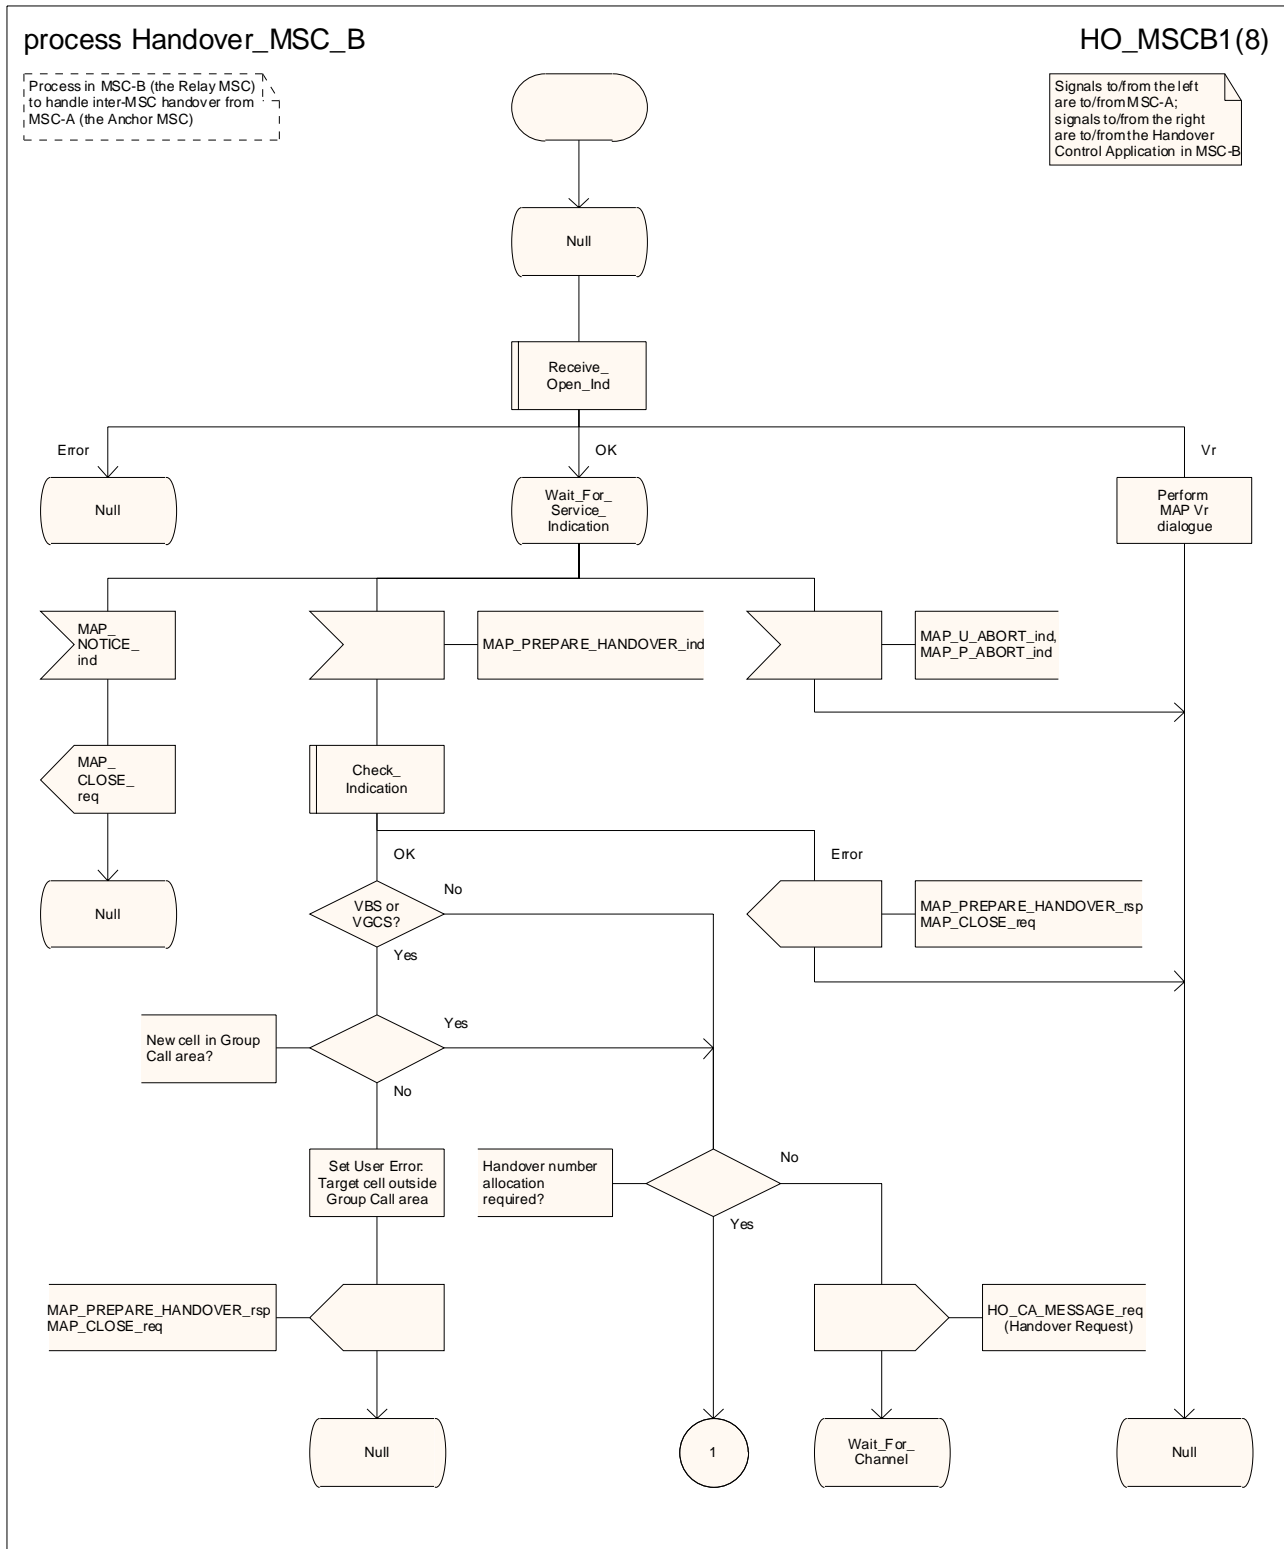 process Handover_MSC_B
HO_MSCB1(8)
Process in MSC-B (the Relay MSC)
to handle inter-MSC handover from
MSC-A (the Anchor MSC)
Signals to/from the left
are to/from MSC-A;
signals to/from the right
are to/from the Handover
Control Application in MSC-B
Null
Receive_
Open_Ind
Error
OK
Vr
Null
Wait_For_
Service_
Indication
Perform
MAP Vr
dialogue
MAP_
NOTICE_
ind
MAP_PREPARE_HANDOVER_ind
MAP_U_ABORT_ind,
MAP_P_ABORT_ind
MAP_
CLOSE_
req
Check_
Indication
OK
Error
Null
VBS or
VGCS?
No
Yes
MAP_PREPARE_HANDOVER_rsp
MAP_CLOSE_req
New cell in Group
Call area?
Yes
No
Set User Error:
Target cell outside
Group Call area
Handover number
allocation
required?
No
Yes
MAP_PREPARE_HANDOVER_rsp
MAP_CLOSE_req
HO_CA_MESSAGE_req
(Handover Request)
Null
1
Wait_For_
Channel
Null